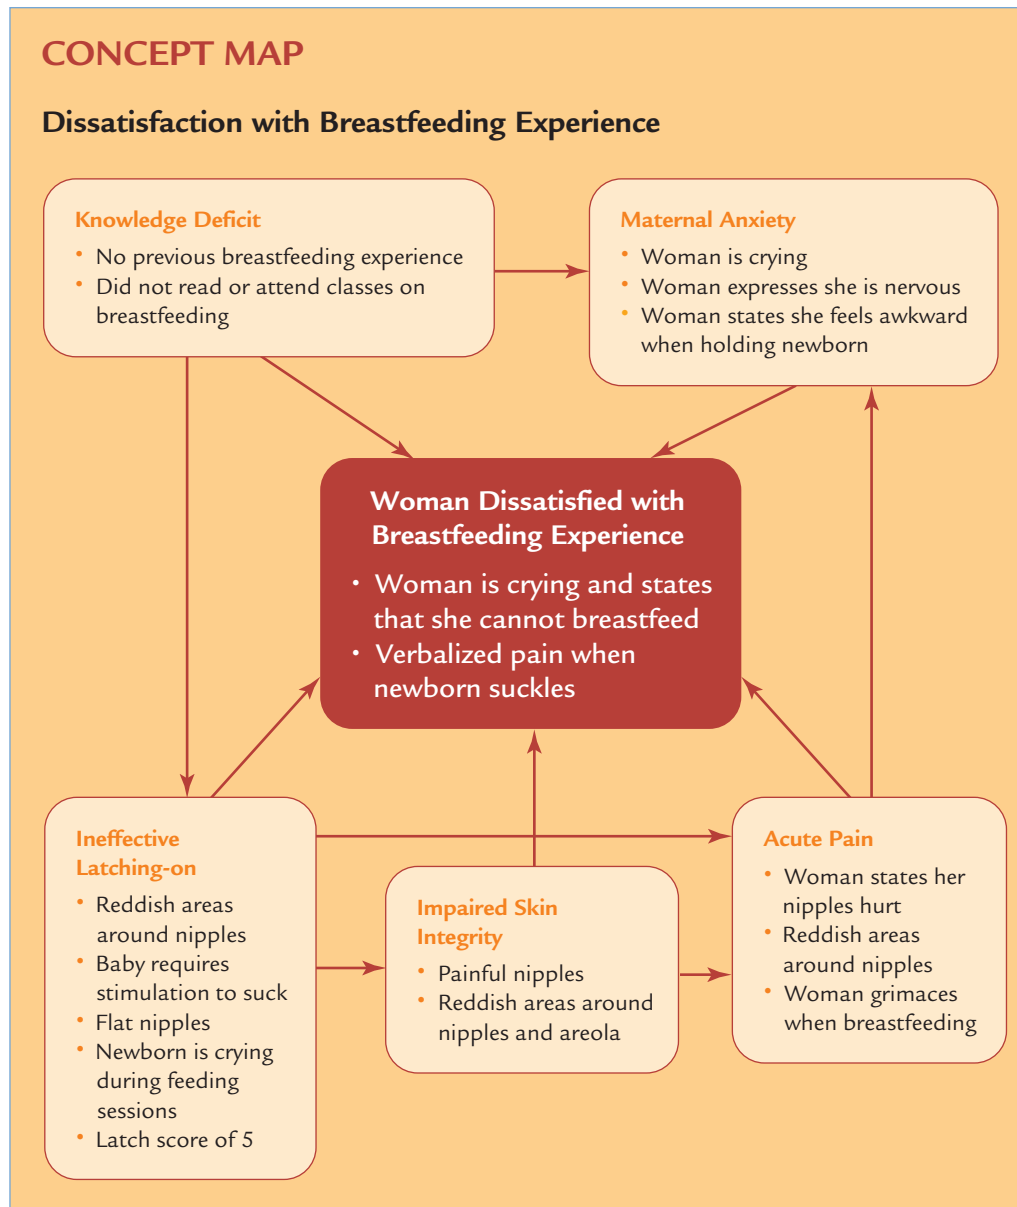 CONCEPT MAP
Dissatisfaction with Breastfeeding Experience
Knowledge Deficit
• No previous breastfeeding experience
• Did not read or attend classes on
breastfeeding
Maternal Anxiety
• Woman is crying
• Woman expresses she is nervous
• Woman states she feels awkward
when holding newborn
Woman Dissatisfied with
Breastfeeding Experience
• Woman is crying and states
that she cannot breastfeed
• Verbalized pain when
newborn suckles
Ineffective
Latching-on
• Reddish areas
around nipples
• Baby requires
stimulation to suck
• Flat nipples
• Newborn is crying
during feeding
sessions
• Latch score of 5
Impaired Skin
Integrity
• Painful nipples
• Reddish areas around
nipples and areola
Acute Pain
• Woman states her
nipples hurt
• Reddish areas
around nipples
• Woman grimaces
when breastfeeding